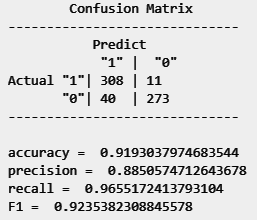 Confusion Matrix
------------------------------
Predict
"1" | "0"
Actual "1"| 308 | 11
"0"| 40 | 273
------------------------------
accuracy = 0.9193037974683544
precision = 0.8850574712643678
recall = 0.9655172413793104
F1 = 0.9235382308845578